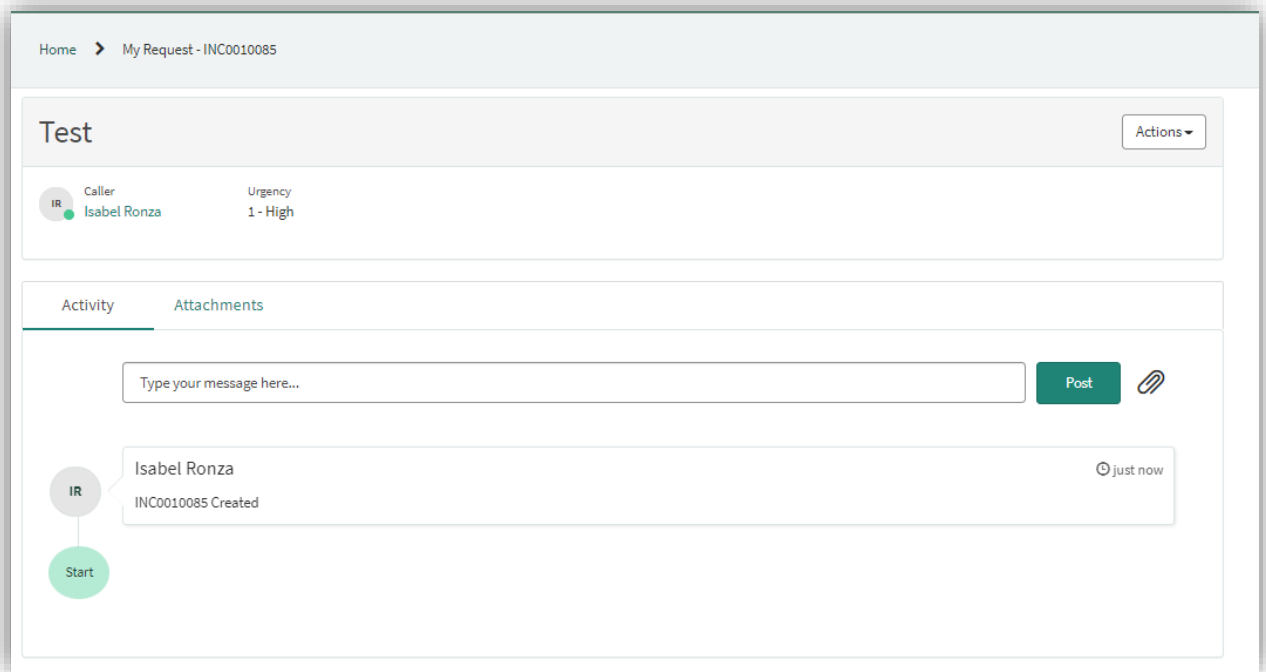 Home My Request - INC0010085
Test
Actions
Caller
Urgency
IR
Isabel Ronza
1 - High
Activity
Attachments
Type your message here...
Post
Isabel Ronza
just now
IR
INC0010085 Created
Start